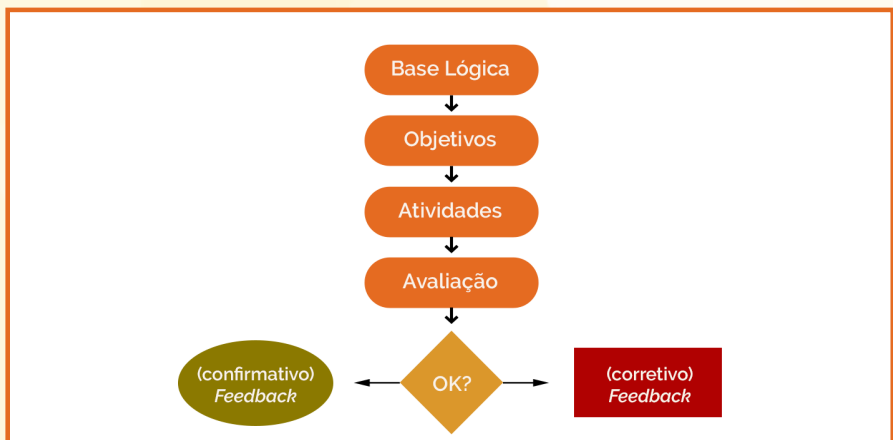 Base Lógica
Objetivos
Atividades
Avaliação
(confirmativo)
Feedback
OK?
(corretivo)
Feedback